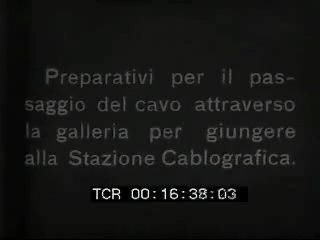 Preparativi per il pas-
saggio del cavo attraverso
la galleria per giungere
alla Stazione Cablografica.
TCR 00:16:38:03